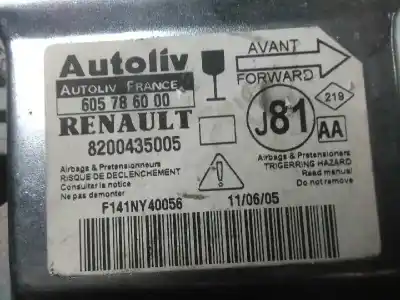 Autoliv
AUTOLIV FRANCE
605 78 60 00
RENAULT
8200435005
AVANT
FORWARD
J81
219
AA
Airbags & Pretensionneurs
RISQUE DE DECLENCHEMENT
Consulter la notice
Ne pas demonter
Airbags & Pretensioners
TRIGERRING HAZARD
Read manual
Do not remove
F141NY40056
11/06/05